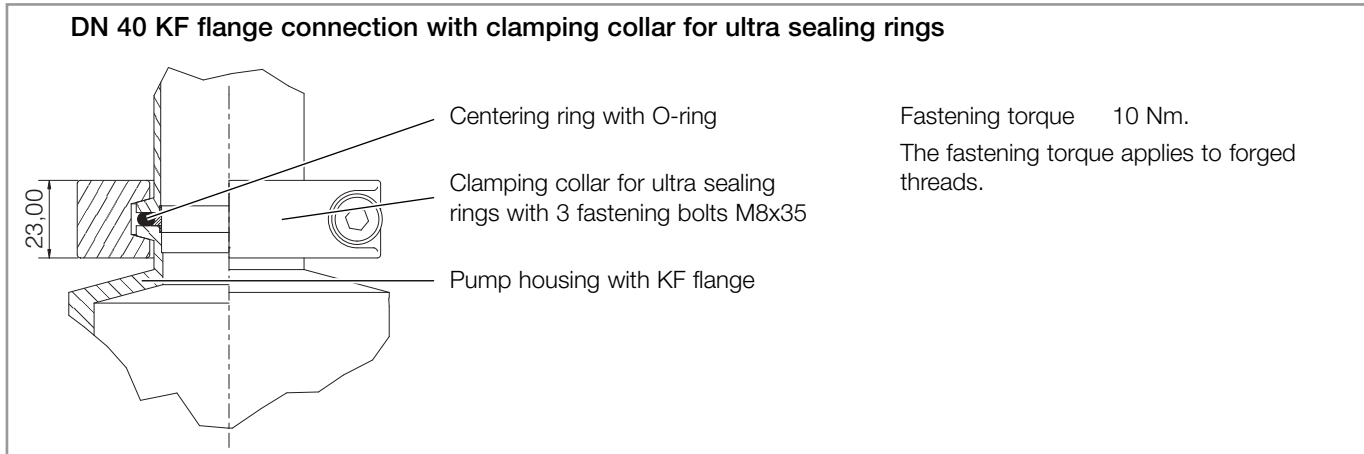 DN 40 KF flange connection with clamping collar for ultra sealing rings
Centering ring with O-ring
Clamping collar for ultra sealing
rings with 3 fastening bolts M8x35
Pump housing with KF flange
23,00
Fastening torque 10 Nm.
The fastening torque applies to forged
threads.